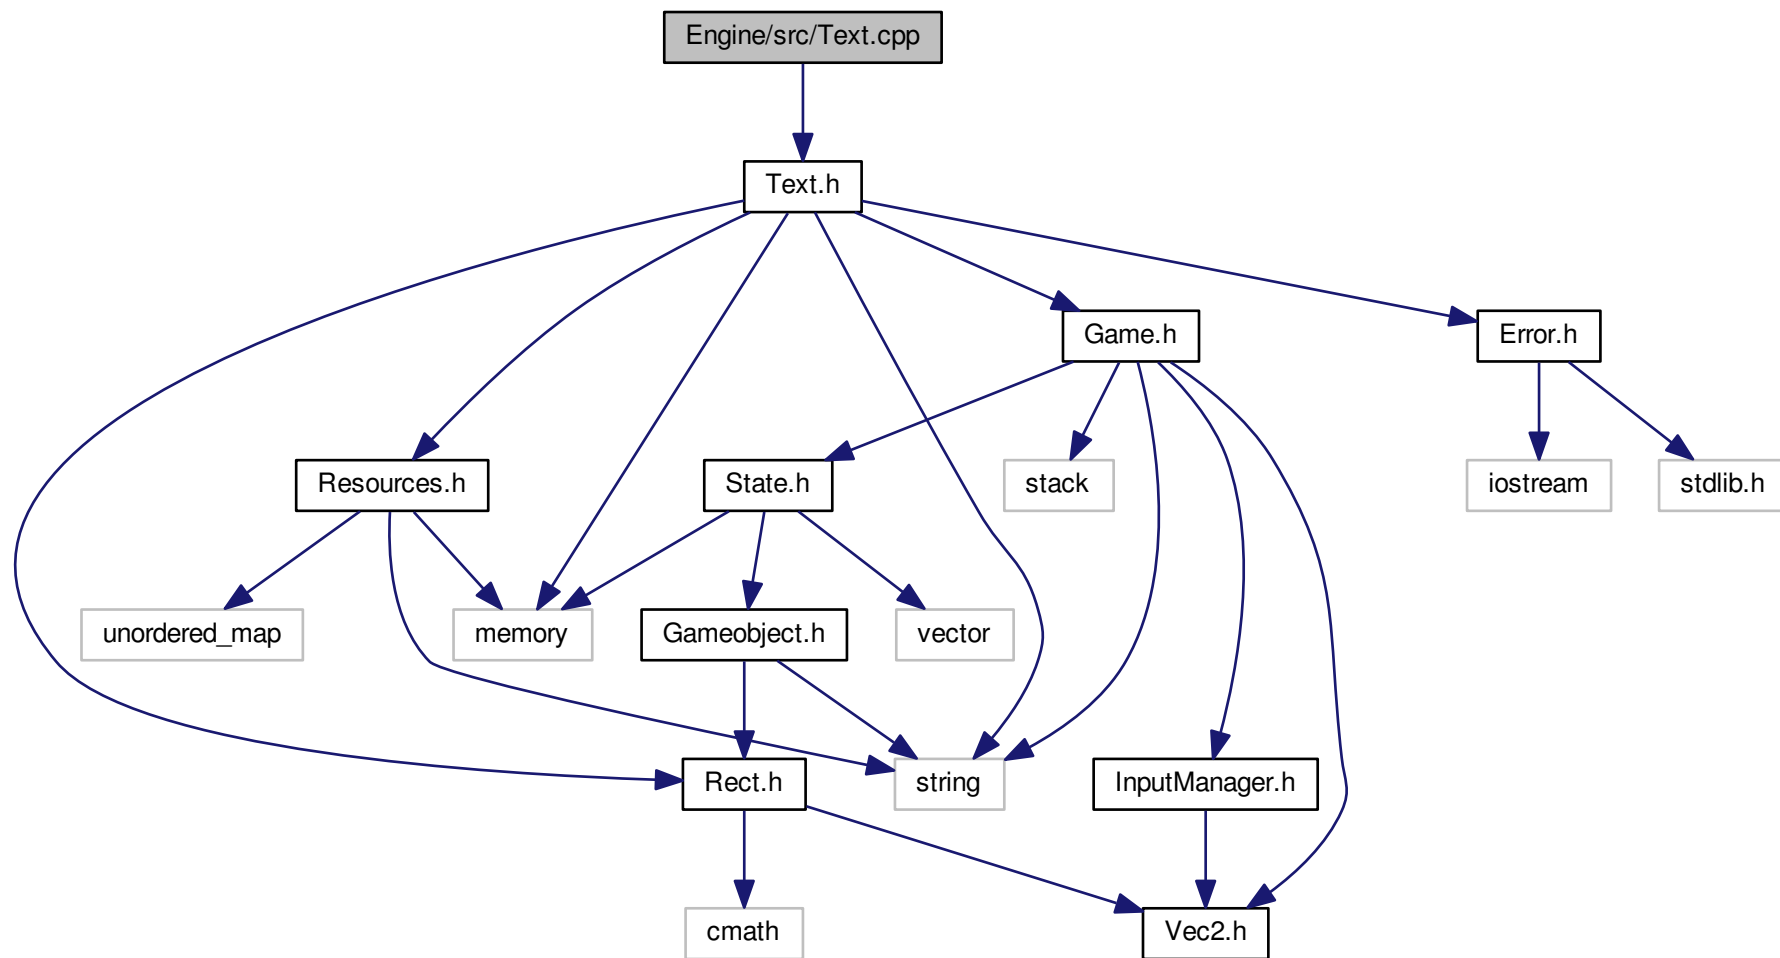 Engine/src/Text.cpp
Text.h
Game.h
Error.h
Resources.h
State.h
stack
iostream
stdlib.h
unordered_map
memory
Gameobject.h
vector
Rect.h
string
InputManager.h
cmath
Vec2.h